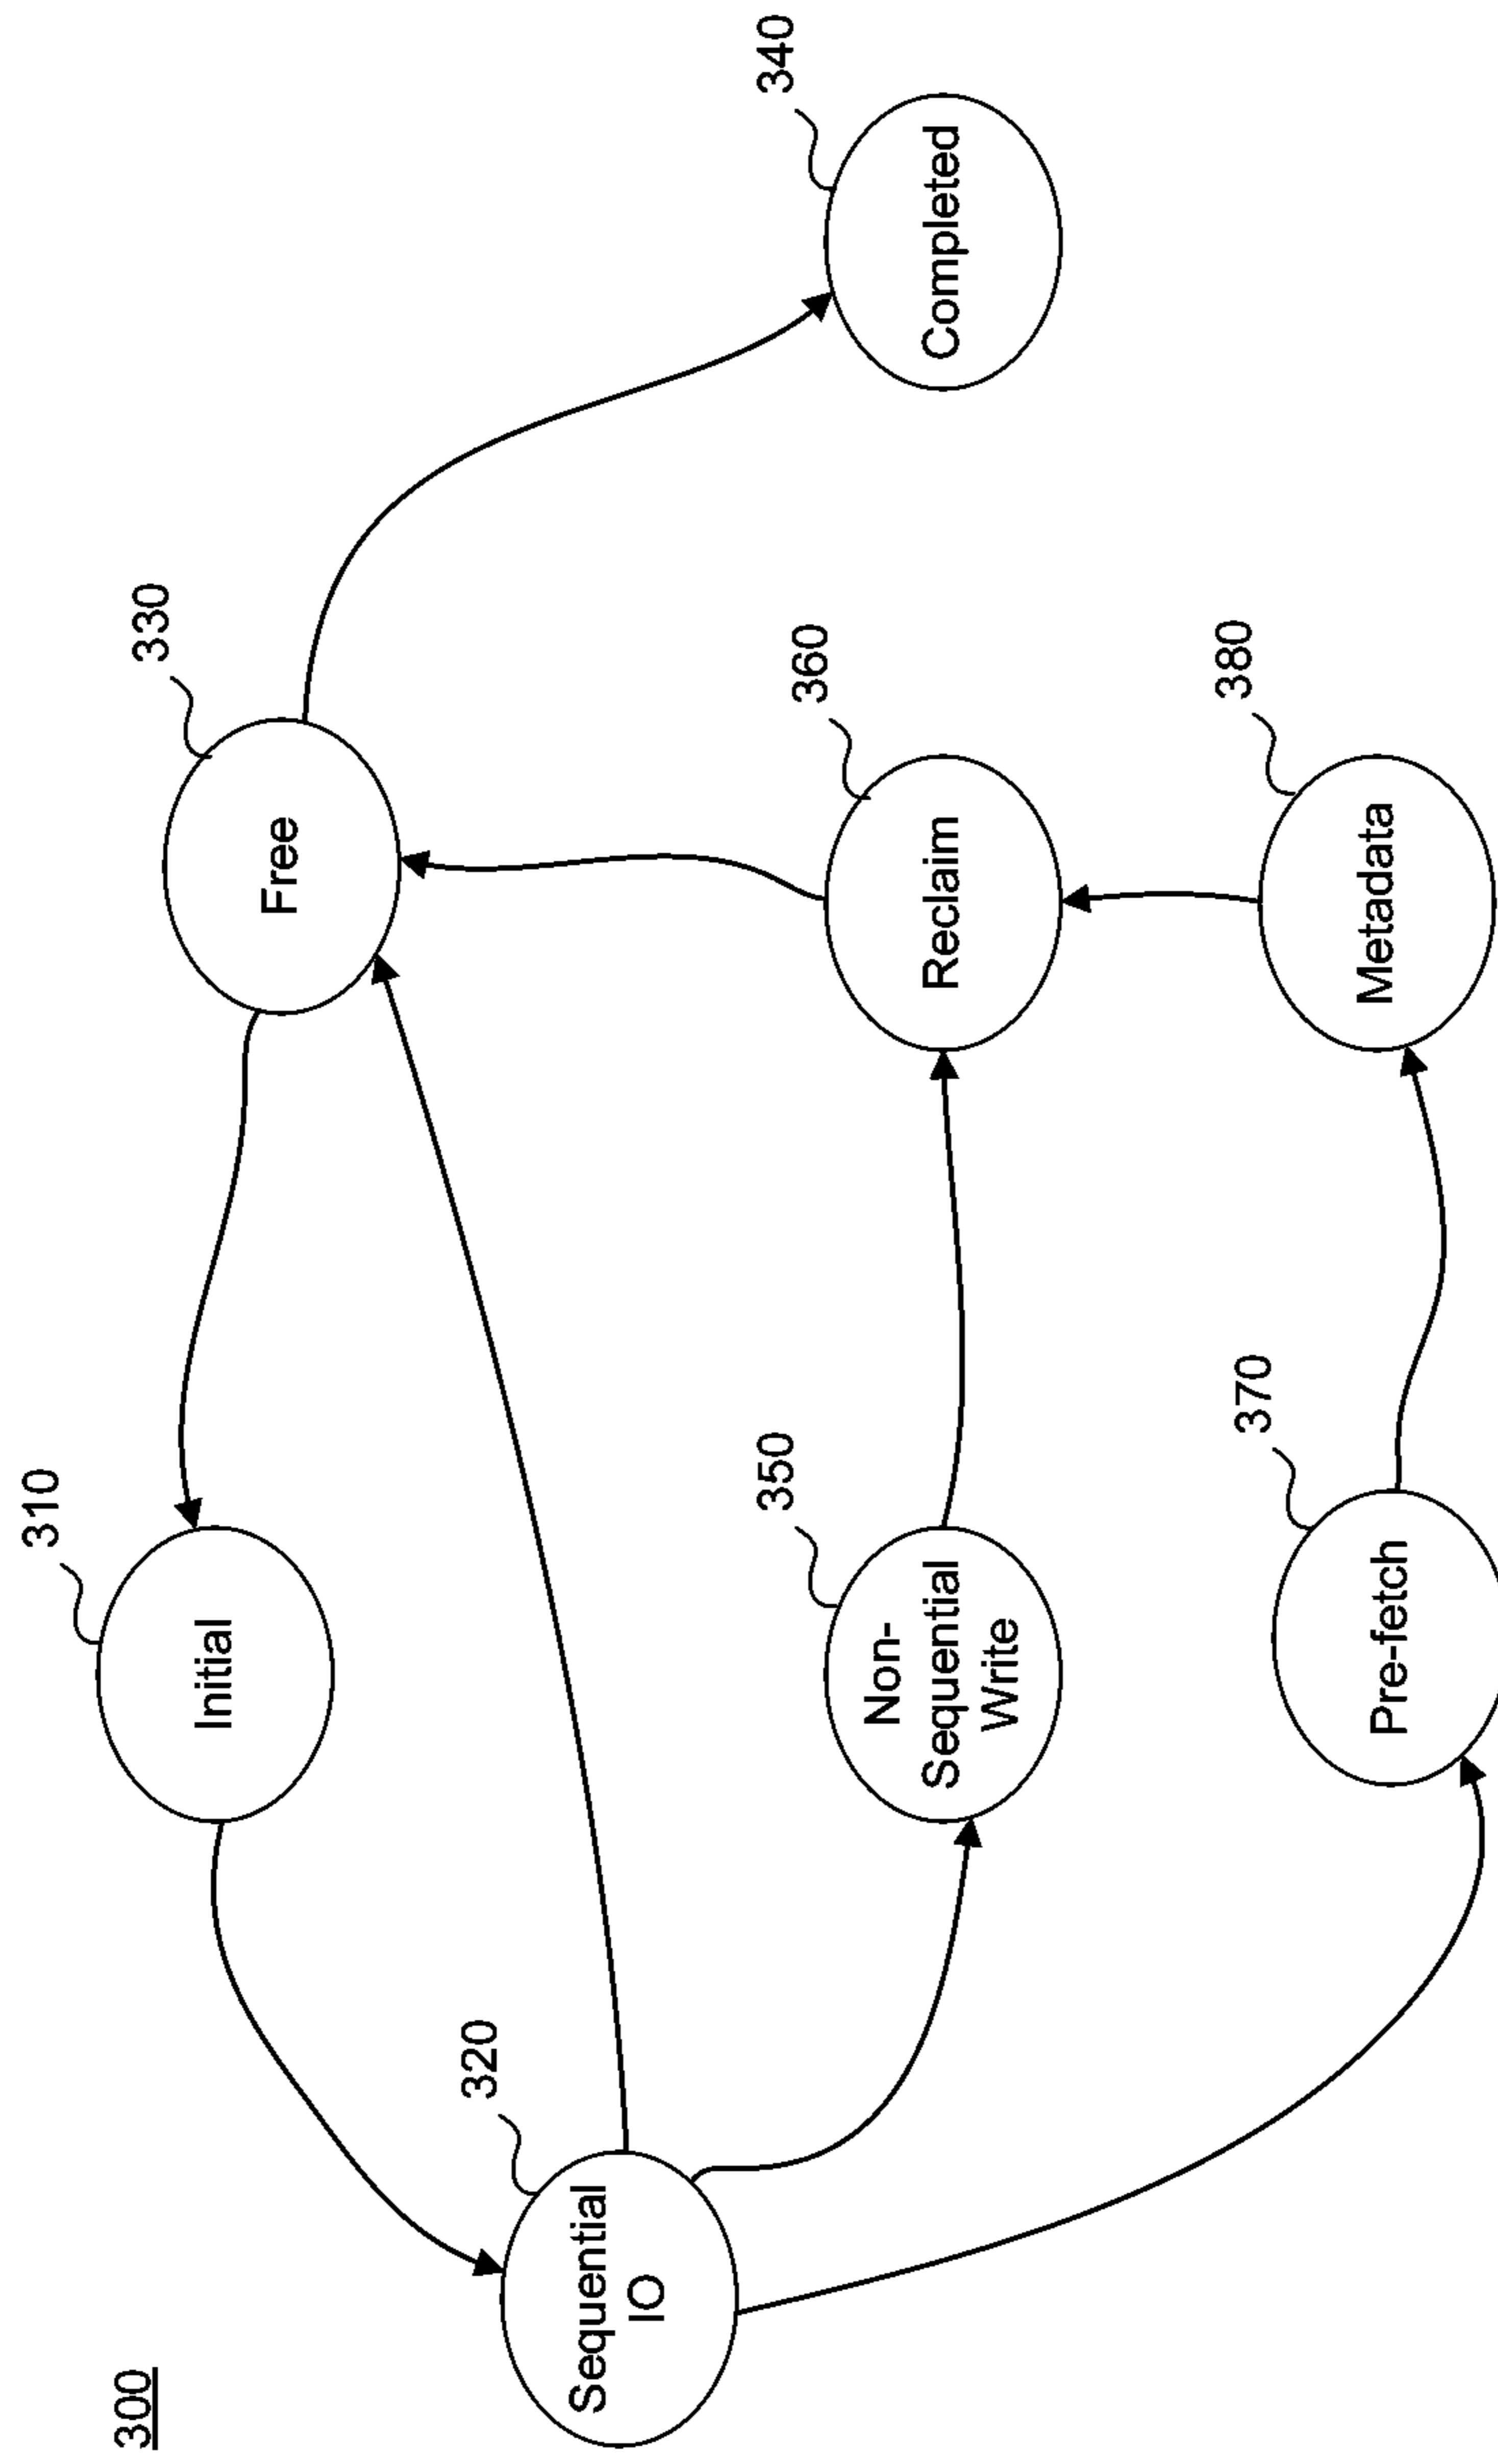 300
310
Initial
330
Free
320
Sequential
IO
350
Non-
Sequential
Write
360
Reclaim
340
Completed
370
Pre-fetch
380
Metadata